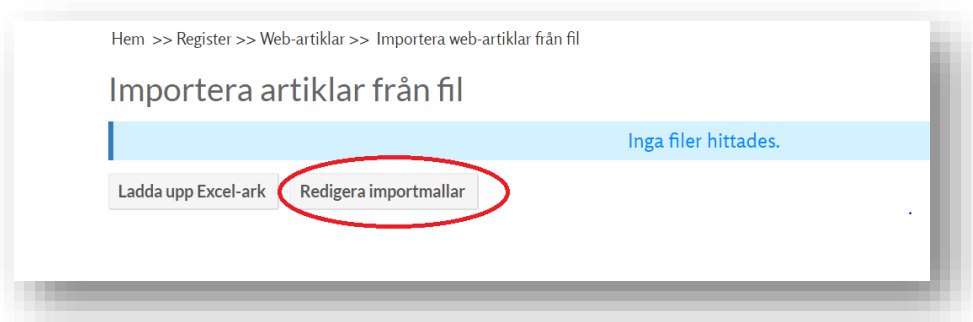 Hem >> Register >> Web-artiklar >> Importera web-artiklar från fil
Importera artiklar från fil
Inga filer hittades.
Ladda upp Excel-ark Redigera importmallar